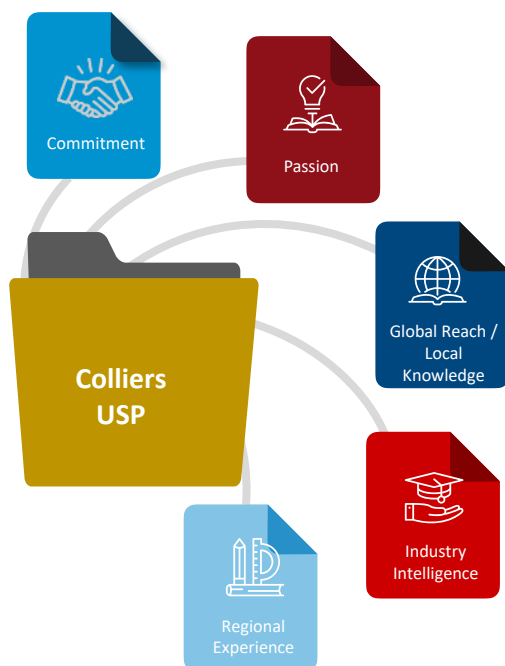 Commitment
Passion
Global Reach /
Local
Knowledge
Colliers
USP
Industry
Intelligence
Regional
Experience